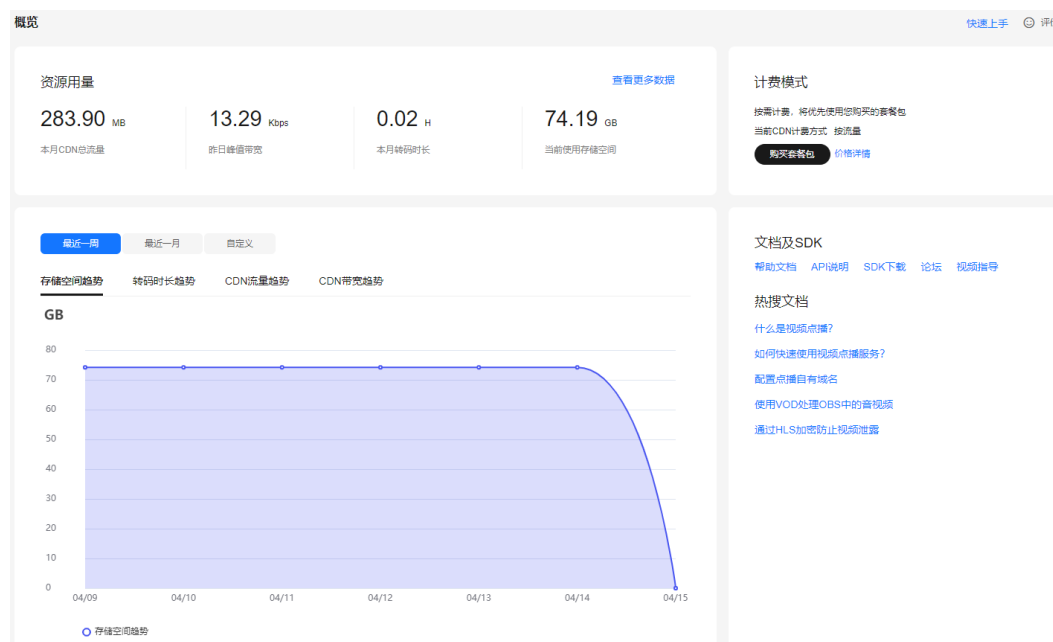 概览
快速上手
资源用量
查看更多数据
283.90 MB
13.29 Kbps
0.02 H
74.19 GB
本月CDN总流量
昨日峰值带宽
本月转码时长
当前使用存储空间
计费模式
按需计费，将优先使用您购买的套餐包
当前CDN计费方式 按流量
购买套餐包 价格详情
最近一周 最近一月 自定义
存储空间趋势 转码时长趋势 CDN流量趋势 CDN带宽趋势
GB
80
70
60
50
40
30
20
10
0
04/09 04/10 04/11 04/12 04/13 04/14 04/15
存储空间趋势
文档及SDK
帮助文档 API说明 SDK下载 论坛 视频指导
热搜文档
什么是视频点播?
如何快速使用视频点播服务?
配置点播自有域名
使用VOD处理OBS中的音视频
通过HLS加密防止视频泄露